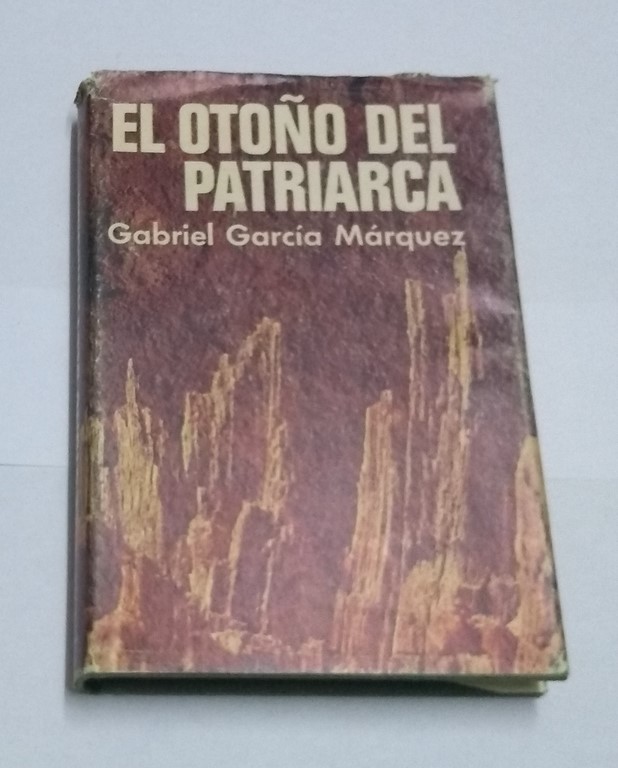 EL OTOÑO DEL
PATRIARCA
Gabriel García Márquez